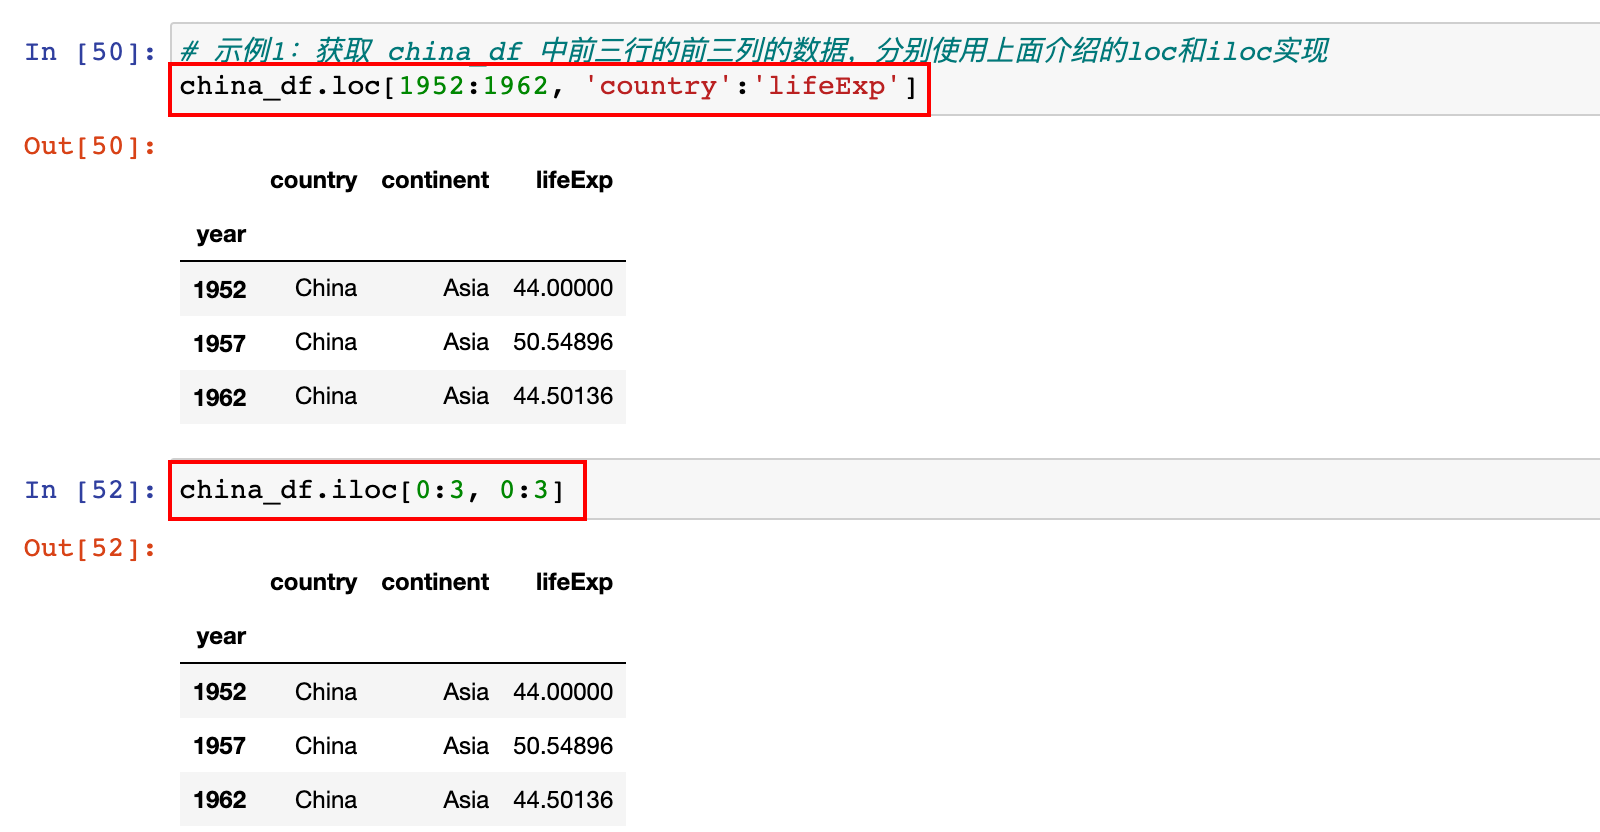 In [50]: # 示例1：获取 china_df 中前三行的前三列的数据，分别使用上面介绍的loc和iloc实现
china_df.loc[1952:1962, 'country':'lifeExp']
Out[50]:
country continent lifeExp
year
1952 China Asia 44.00000
1957 China Asia 50.54896
1962 China Asia 44.50136
In [52]: china_df.iloc[0:3, 0:3]
Out[52]:
country continent lifeExp
year
1952 China Asia 44.00000
1957 China Asia 50.54896
1962 China Asia 44.50136